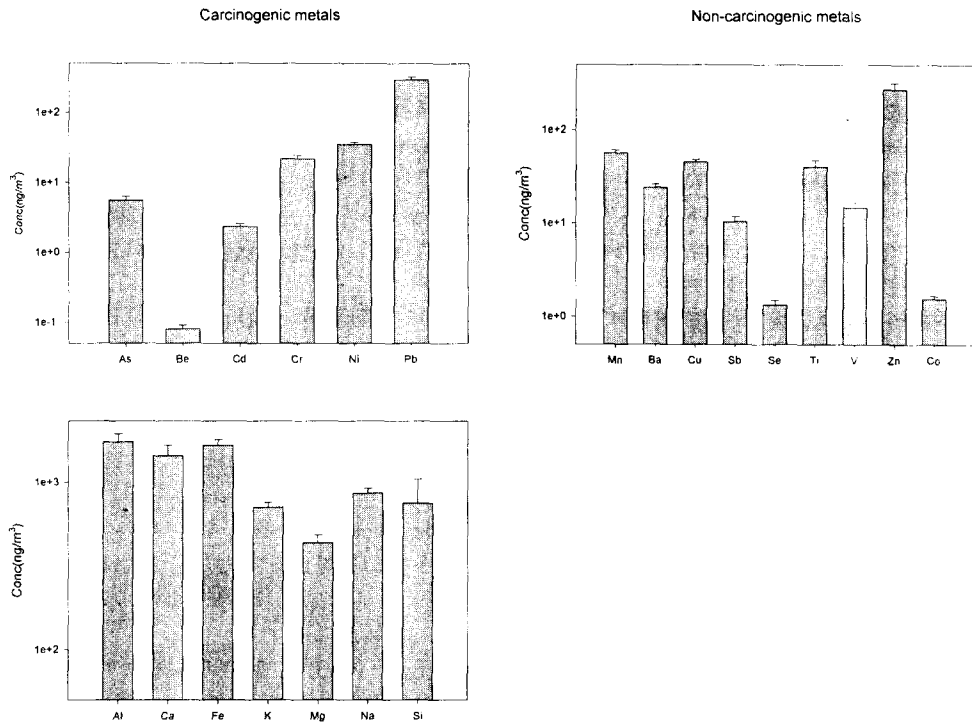 Carcinogenic metals
Non-carcinogenic metals
Conc(ng/m³)
1e+2
1e+1
1e+0
1e-1
As Be Cd Cr Ni Pb
Conc(ng/m³)
1e+2
1e+1
1e+0
Mn Ba Cu Sb Se Ti V Zn Co
Conc(ng/m³)
1e+3
1e+2
Al Ca Fe K Mg Na Si